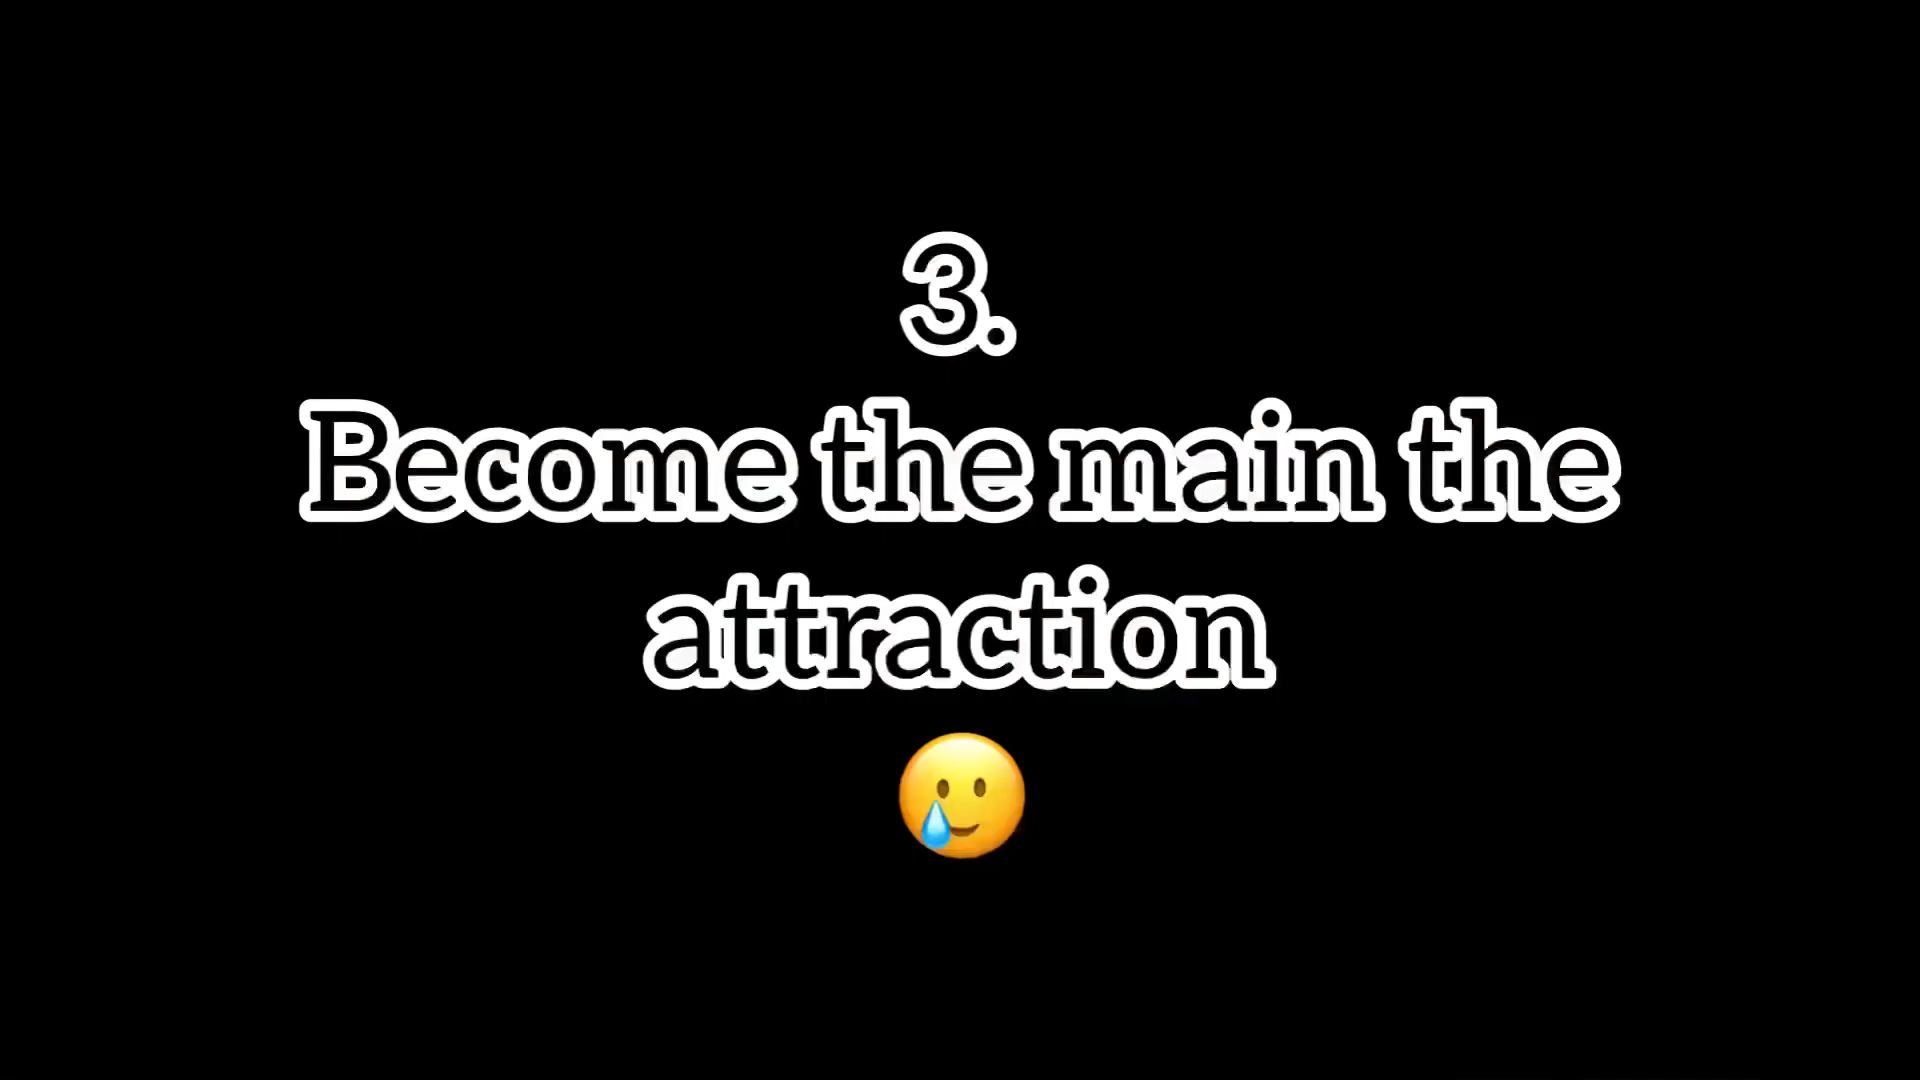 3.
Become the main the
attraction
🥲